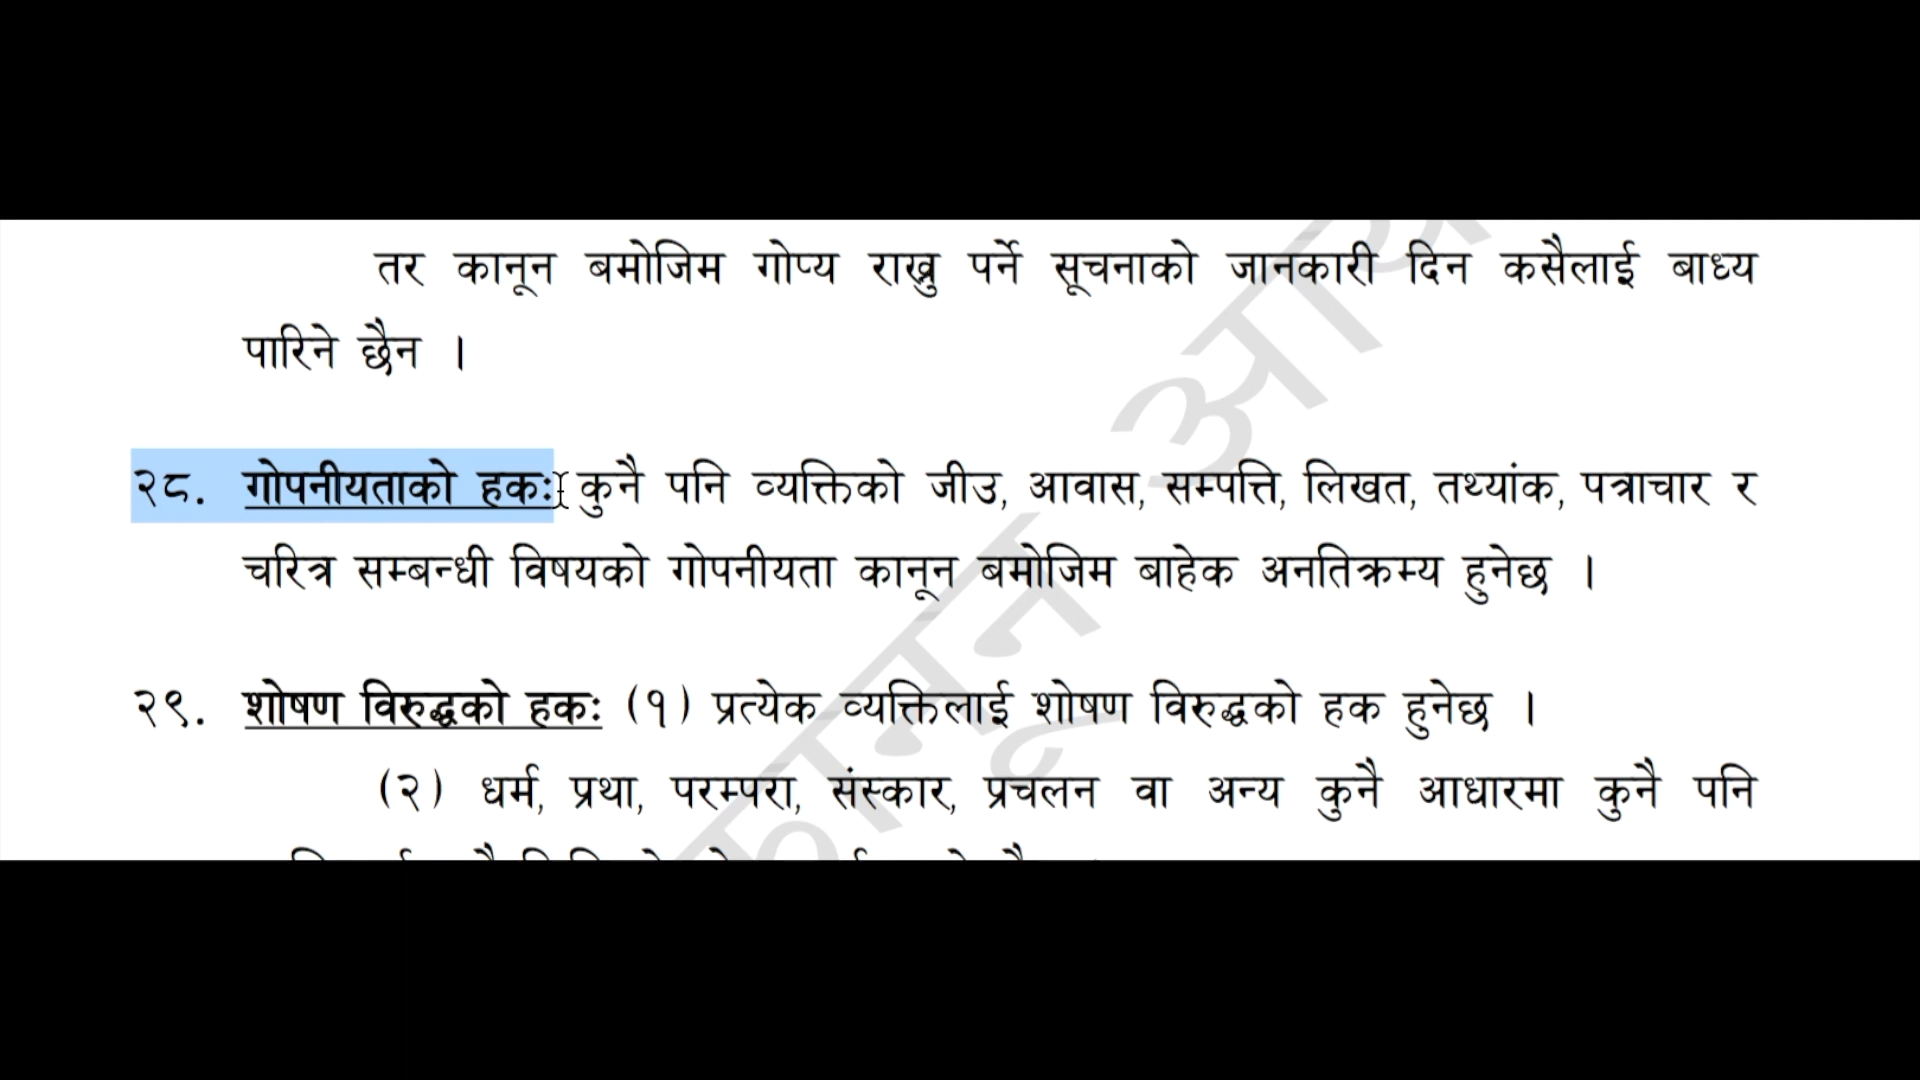 तर कानून बमोजिम गोप्य राख्नु पर्ने सूचनाको जानकारी दिन कसैलाई बाध्य
पारिने छैन ।
२८. गोपनीयताको हकः कुनै पनि व्यक्तिको जीउ, आवास, सम्पत्ति, लिखत, तथ्यांक, पत्राचार र
चरित्र सम्बन्धी विषयको गोपनीयता कानून बमोजिम बाहेक अनतिक्रम्य हुनेछ ।
२९. शोषण विरुद्धको हकः (१) प्रत्येक व्यक्तिलाई शोषण विरुद्धको हक हुनेछ ।
(२) धर्म, प्रथा, परम्परा, संस्कार, प्रचलन वा अन्य कुनै आधारमा कुनै पनि
कानून